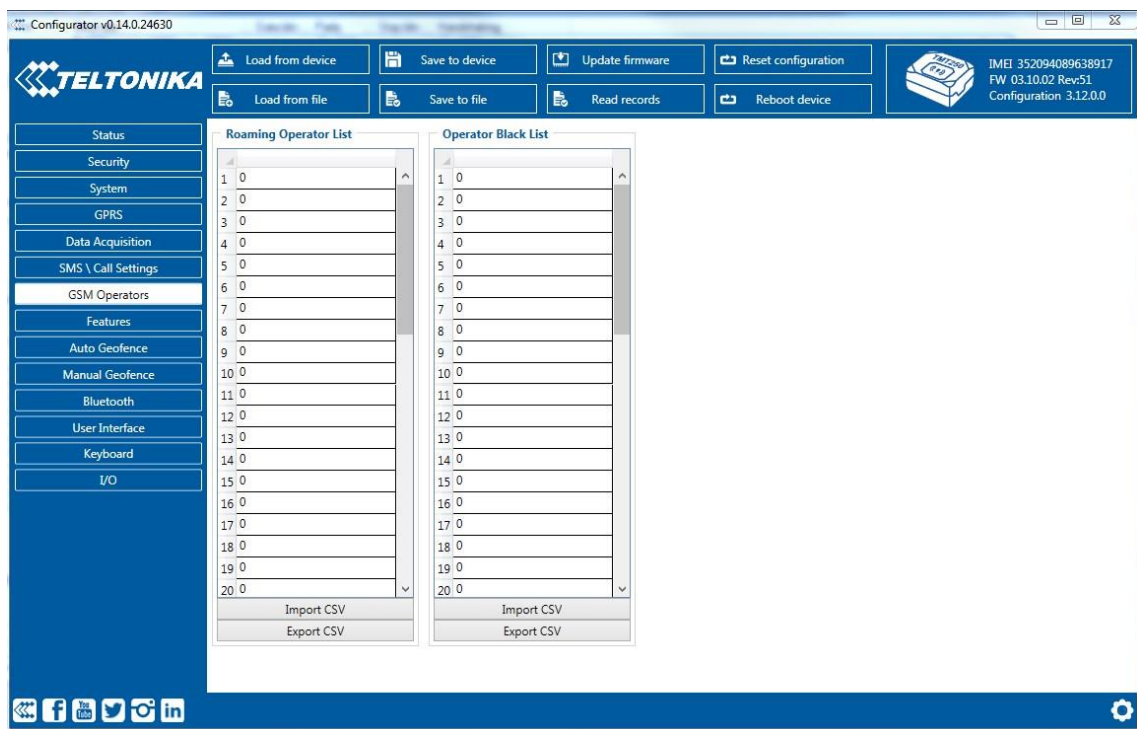 Configurator v0.14.0.24630
TELTONIKA
Load from device
Save to device
Update firmware
Reset configuration
Load from file
Save to file
Read records
Reboot device
TMT250
IMEI 352094089638917
FW 03.10.02 Rev:51
Configuration 3.12.0.0
Status
Security
System
GPRS
Data Acquisition
SMS \ Call Settings
GSM Operators
Features
Auto Geofence
Manual Geofence
Bluetooth
User Interface
Keyboard
I/O
Roaming Operator List
1 0
2 0
3 0
4 0
5 0
6 0
7 0
8 0
9 0
10 0
11 0
12 0
13 0
14 0
15 0
16 0
17 0
18 0
19 0
20 0
Import CSV
Export CSV
Operator Black List
1 0
2 0
3 0
4 0
5 0
6 0
7 0
8 0
9 0
10 0
11 0
12 0
13 0
14 0
15 0
16 0
17 0
18 0
19 0
20 0
Import CSV
Export CSV
f
You
Tube
in